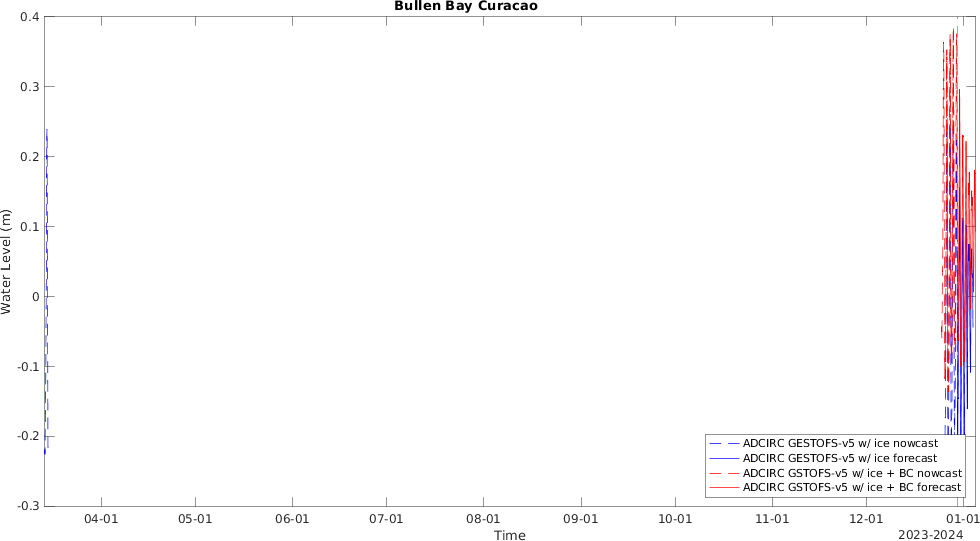 Bullen Bay Curacao
0.4
0.3
0.2
0.1
0
-0.1
-0.2
-0.3
Water Level (m)
ADCIRC GESTOFS-v5 w/ ice nowcast
ADCIRC GESTOFS-v5 w/ ice forecast
ADCIRC GSTOFS-v5 w/ ice + BC nowcast
ADCIRC GSTOFS-v5 w/ ice + BC forecast
04-01 05-01 06-01 07-01 08-01 09-01 10-01 11-01 12-01 01-01
Time
2023-2024